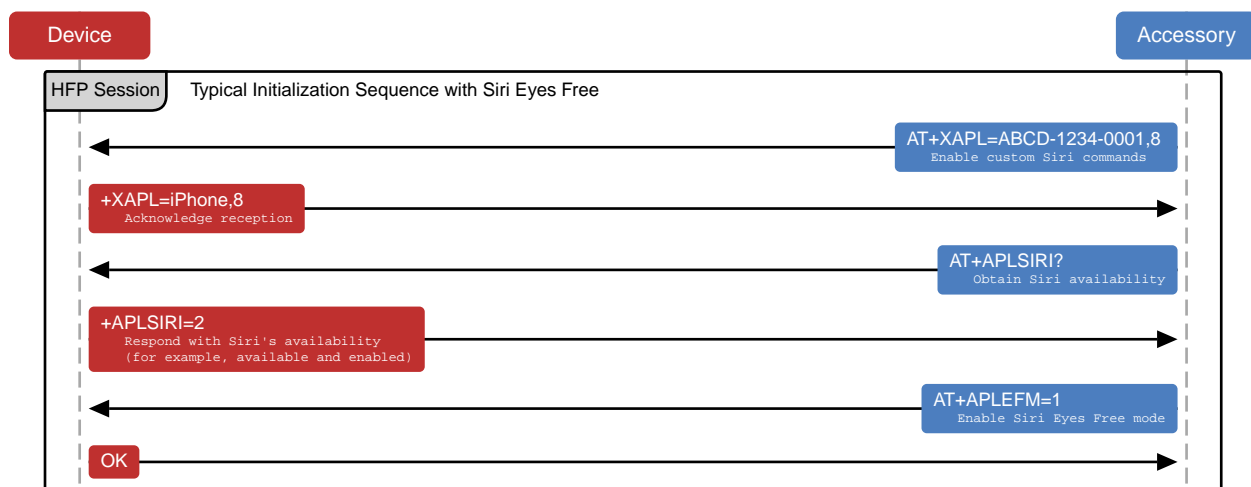 Device
Accessory
HFP Session
Typical Initialization Sequence with Siri Eyes Free
AT+XAPL=ABCD-1234-0001,8
Enable custom Siri commands
+XAPL=iPhone,8
Acknowledge reception
AT+APLSIRI?
Obtain Siri availability
+APLSIRI=2
Respond with Siri's availability
(for example, available and enabled)
AT+APLEFM=1
Enable Siri Eyes Free mode
OK